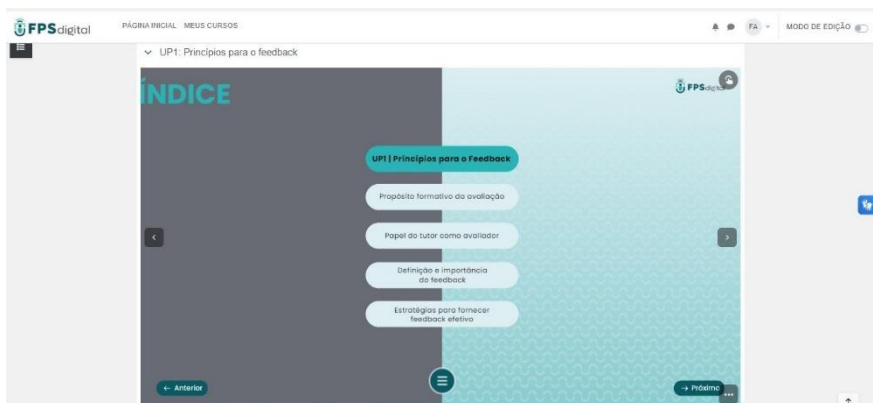 FPSdigital
PÁGINA INICIAL MEUS CURSOS
FA
MODO DE EDIÇÃO
UP1: Princípios para o feedback
ÍNDICE
FPSdigital
UP1 | Princípios para o Feedback
Propósito formativo da avaliação
Papel do tutor como avaliador
Definição e importância
do feedback
Estratégias para fornecer
feedback efetivo
← Anterior
→ Próximo